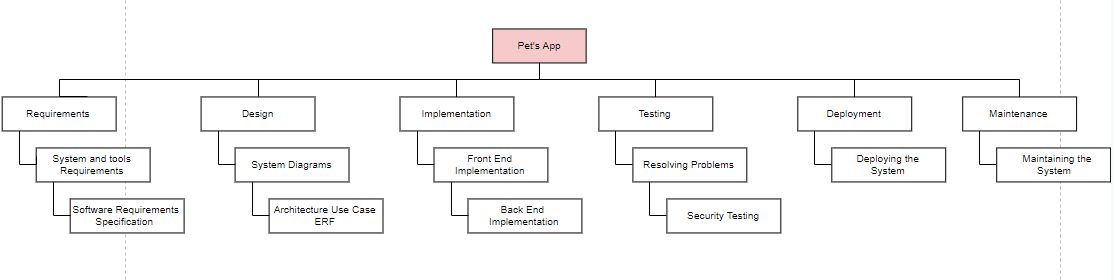 Pet's App
Requirements
Design
Implementation
Testing
Deployment
Maintenance
System and tools
Requirements
System Diagrams
Front End
Implementation
Resolving Problems
Deploying the
System
Maintaining the
System
Software Requirements
Specification
Architecture Use Case
ERF
Back End
Implementation
Security Testing